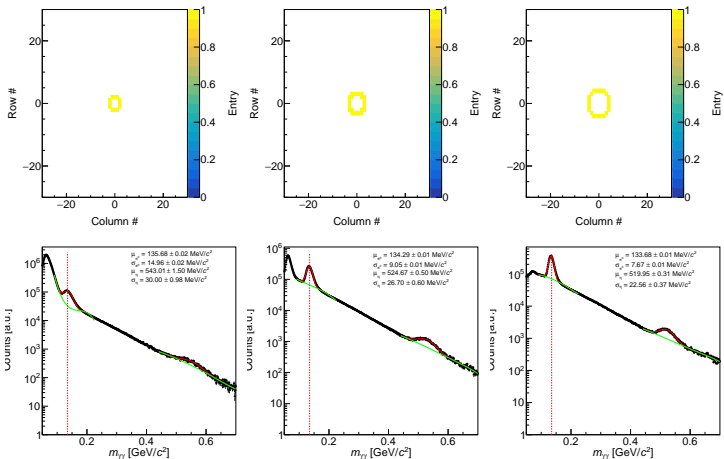 20
0
−20
Row #
−20
0
20
Column #
1
0.8
0.6
0.4
0.2
0
Entry
20
0
−20
Row #
−20
0
20
Column #
1
0.8
0.6
0.4
0.2
0
Entry
20
0
−20
Row #
−20
0
20
Column #
1
0.8
0.6
0.4
0.2
0
Entry
μπ⁰ = 135.68 ± 0.02 MeV/c²
σπ⁰ = 14.96 ± 0.02 MeV/c²
μη = 543.01 ± 1.50 MeV/c²
ση = 30.00 ± 0.98 MeV/c²
10⁶
10⁵
10⁴
10³
10²
10
1
Counts [a.u.]
0.2
0.4
0.6
mγγ [GeV/c²]
μπ⁰ = 134.29 ± 0.01 MeV/c²
σπ⁰ = 9.05 ± 0.01 MeV/c²
μη = 524.67 ± 0.50 MeV/c²
ση = 26.70 ± 0.60 MeV/c²
10⁶
10⁵
10⁴
10³
10²
10
1
Counts [a.u.]
0.2
0.4
0.6
mγγ [GeV/c²]
μπ⁰ = 133.68 ± 0.01 MeV/c²
σπ⁰ = 7.67 ± 0.01 MeV/c²
μη = 519.95 ± 0.31 MeV/c²
ση = 22.56 ± 0.37 MeV/c²
10⁵
10⁴
10³
10²
10
1
Counts [a.u.]
0.2
0.4
0.6
mγγ [GeV/c²]